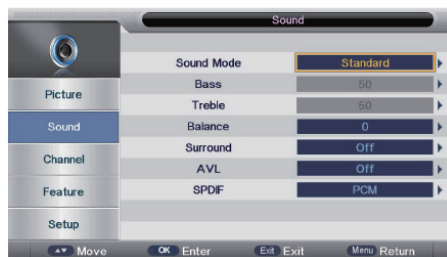 Sound
Sound Mode Standard
Bass 50
Treble 50
Balance 0
Surround Off
AVL Off
SPDIF PCM
Picture
Sound
Channel
Feature
Setup
Move OK Enter Exit Exit Menu Return